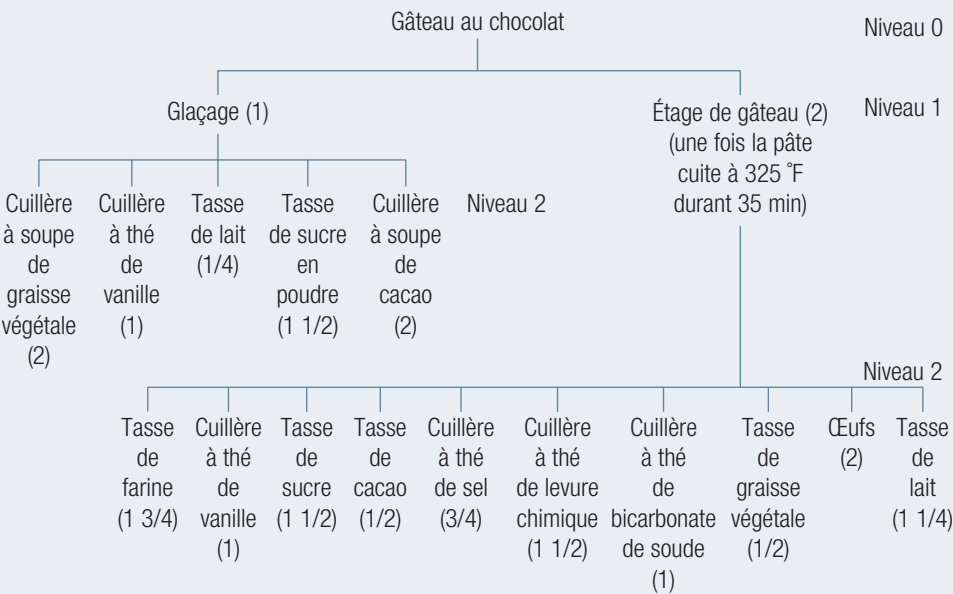 Gâteau au chocolat
Niveau 0
Glaçage (1)
Étage de gâteau (2)
(une fois la pâte
cuite à 325 ˚F
durant 35 min)
Niveau 1
Cuillère
à soupe
de
graisse
végétale
(2)
Cuillère
à thé
de
vanille
(1)
Tasse
de lait
(1/4)
Tasse
de sucre
en
poudre
(1 1/2)
Cuillère
à soupe
de
cacao
(2)
Niveau 2
Niveau 2
Tasse
de
farine
(1 3/4)
Cuillère
à thé
de
vanille
(1)
Tasse
de
sucre
(1 1/2)
Tasse
de
cacao
(1/2)
Cuillère
à thé
de sel
(3/4)
Cuillère
à thé
de levure
chimique
(1 1/2)
Cuillère
à thé
de
bicarbonate
de soude
(1)
Tasse
de
graisse
végétale
(1/2)
Œufs
(2)
Tasse
de
lait
(1 1/4)